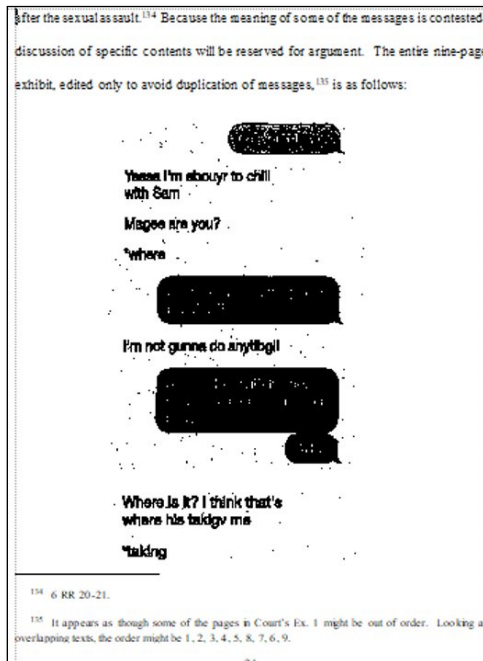 after the sexual assault.¹³⁴ Because the meaning of some of the messages is contested
discussion of specific contents will be reserved for argument. The entire nine-page
exhibit, edited only to avoid duplication of messages,¹³⁵ is as follows:
Yesss I'm abouyr to chill
with Sam
Magee are you?
*where
I'm not gunna do anytibgll
Where is it? I think that's
where his takigv me
*taking
¹³⁴ 6 RR 20-21.
¹³⁵ It appears as though some of the pages in Court's Ex. 1 might be out of order. Looking a
overlapping texts, the order might be 1, 2, 3, 4, 5, 8, 7, 6, 9.